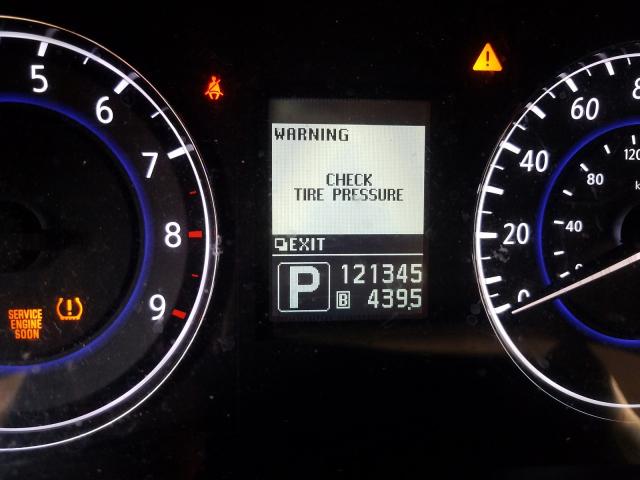 5
6
7
8
9
SERVICE
ENGINE
SOON
WARNING
CHECK
TIRE PRESSURE
EXIT
P
121345
B 439.5
0
20
40
60
8
40
80
120